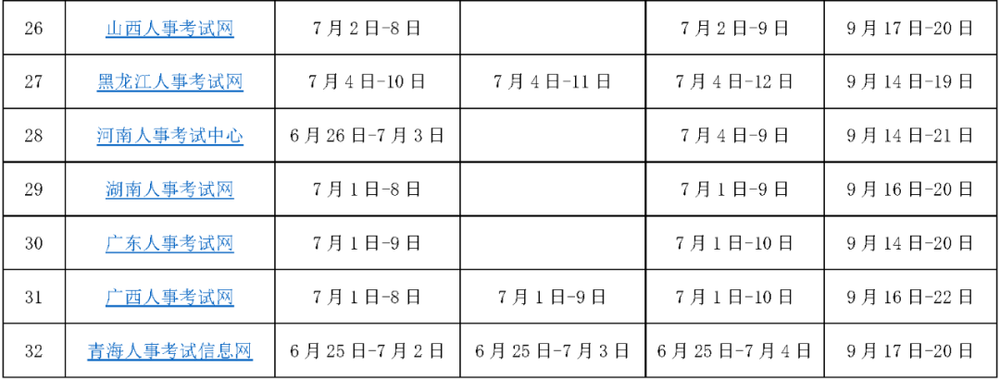 26 山西人事考试网 7月2日-8日 7月2日-9日 9月17日-20日
27 黑龙江人事考试网 7月4日-10日 7月4日-11日 7月4日-12日 9月14日-19日
28 河南人事考试中心 6月26日-7月3日 7月4日-9日 9月14日-21日
29 湖南人事考试网 7月1日-8日 7月1日-9日 9月16日-20日
30 广东人事考试网 7月1日-9日 7月1日-10日 9月14日-20日
31 广西人事考试网 7月1日-8日 7月1日-9日 7月1日-10日 9月16日-22日
32 青海人事考试信息网 6月25日-7月2日 6月25日-7月3日 6月25日-7月4日 9月17日-20日